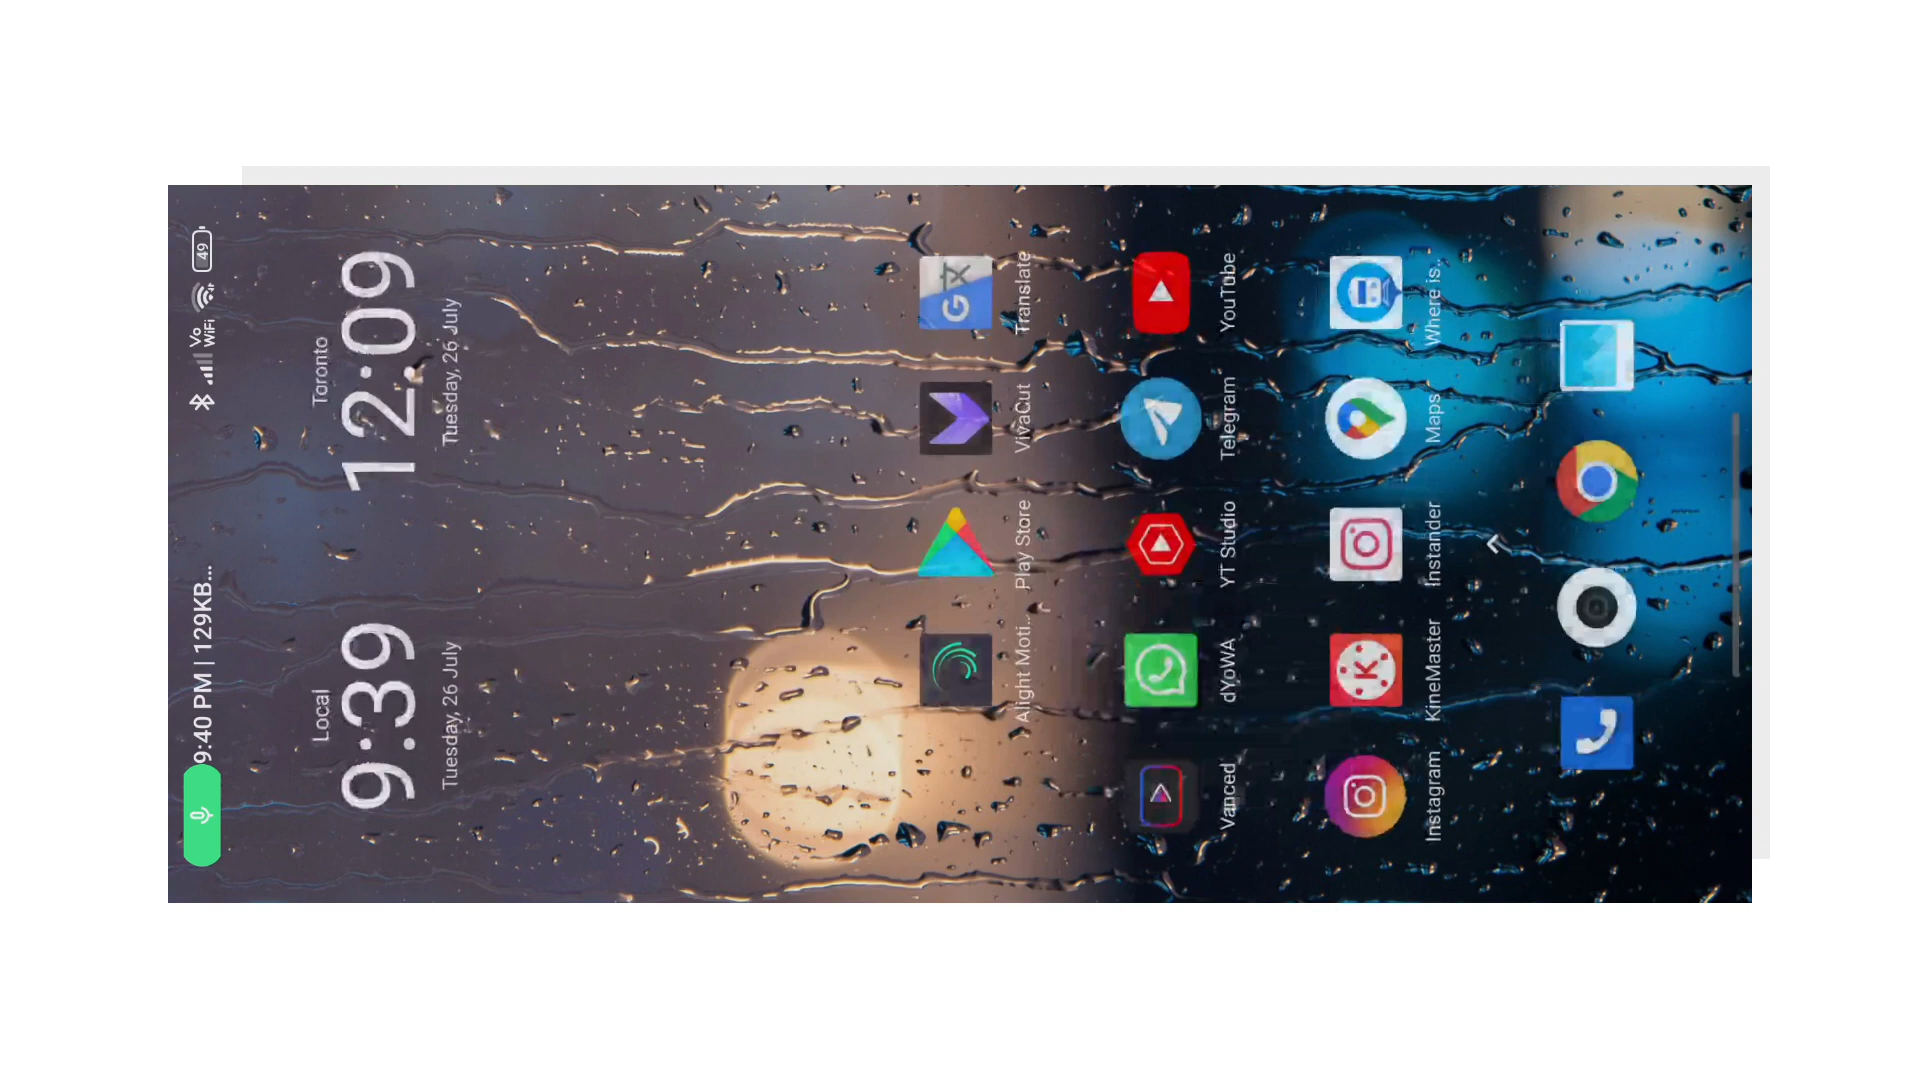 9:40 PM | 129KB...
Vo
WiFi
49
Local
9:39
Tuesday, 26 July
Toronto
12:09
Tuesday, 26 July
Alight Moti..
Play Store
VivaCut
Translate
Vanced
dYoWA
YT Studio
Telegram
YouTube
Instagram
KineMaster
Instander
Maps
Where is..